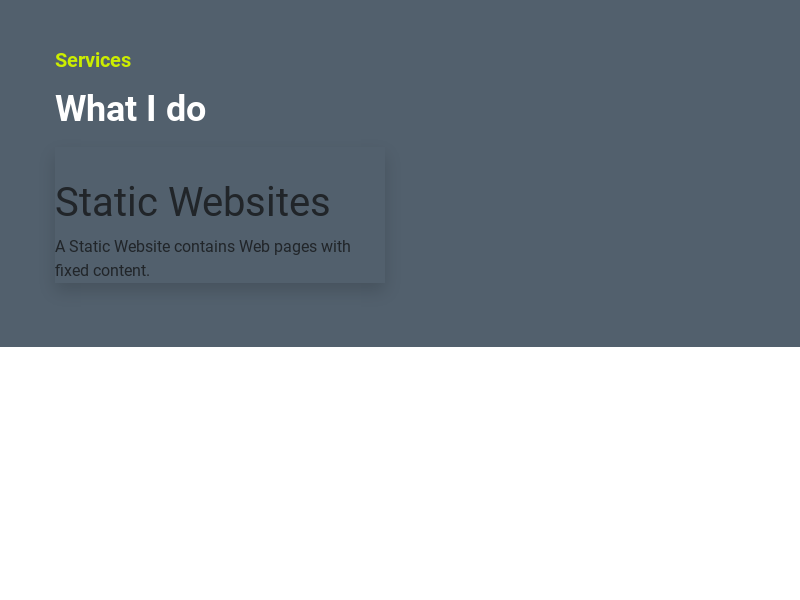 Services
What I do
Static Websites
A Static Website contains Web pages with
fixed content.